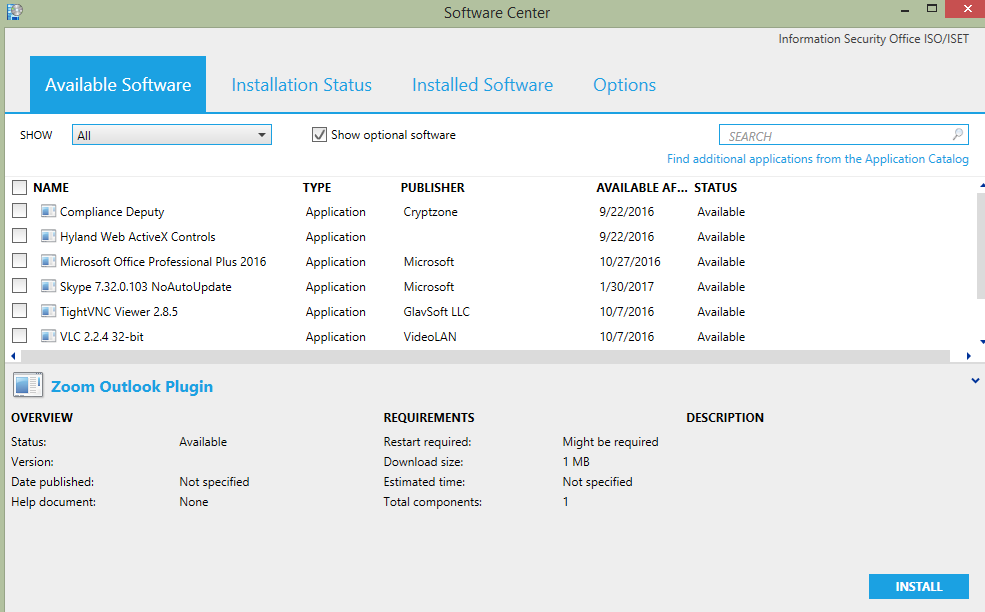 Software Center
Information Security Office ISO/ISET
Available Software Installation Status Installed Software Options
SHOW All Show optional software SEARCH
Find additional applications from the Application Catalog
NAME TYPE PUBLISHER AVAILABLE AF... STATUS
Compliance Deputy Application Cryptzone 9/22/2016 Available
Hyland Web ActiveX Controls Application 9/22/2016 Available
Microsoft Office Professional Plus 2016 Application Microsoft 10/27/2016 Available
Skype 7.32.0.103 NoAutoUpdate Application Microsoft 1/30/2017 Available
TightVNC Viewer 2.8.5 Application GlavSoft LLC 10/7/2016 Available
VLC 2.2.4 32-bit Application VideoLAN 10/7/2016 Available
Zoom Outlook Plugin
OVERVIEW REQUIREMENTS DESCRIPTION
Status: Available Restart required: Might be required
Version: Download size: 1 MB
Date published: Not specified Estimated time: Not specified
Help document: None Total components: 1
INSTALL